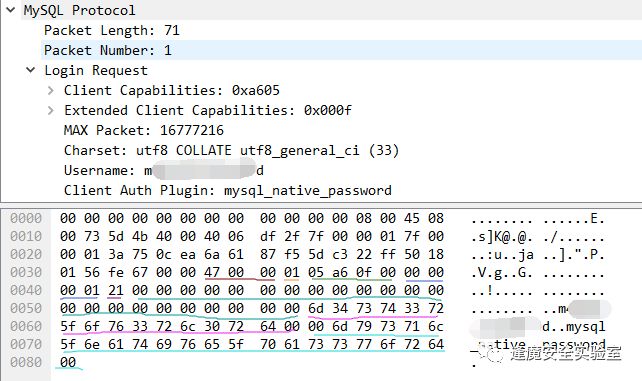 MySQL Protocol
Packet Length: 71
Packet Number: 1
Login Request
Client Capabilities: 0xa605
Extended Client Capabilities: 0x000f
MAX Packet: 16777216
Charset: utf8 COLLATE utf8_general_ci (33)
Username: m d
Client Auth Plugin: mysql_native_password
0000 00 00 00 00 00 00 00 00 00 00 00 00 08 00 45 08 ........ ......E.
0010 00 73 5d 4b 40 00 40 06 df 2f 7f 00 00 01 7f 00 .s]K@.@. ./......
0020 00 01 3a 75 0c ea 6a 61 87 f5 5d c3 22 ff 50 18 ..:u..ja ..].".P.
0030 01 56 fe 67 00 00 47 00 00 01 05 a6 0f 00 00 00 .V.g..G. ........
0040 00 01 21 00 00 00 00 00 00 00 00 00 00 00 00 00 ..!..... ........
0050 00 00 00 00 00 00 00 00 00 00 6d 34 73 74 33 72 ........ ..m4
0060 5f 6f 76 33 72 6c 30 72 64 00 00 6d 79 73 71 6c d..mysql
0070 5f 6e 61 74 69 76 65 5f 70 61 73 73 77 6f 72 64 _native_ password
0080 00 .
逢魔安全实验室